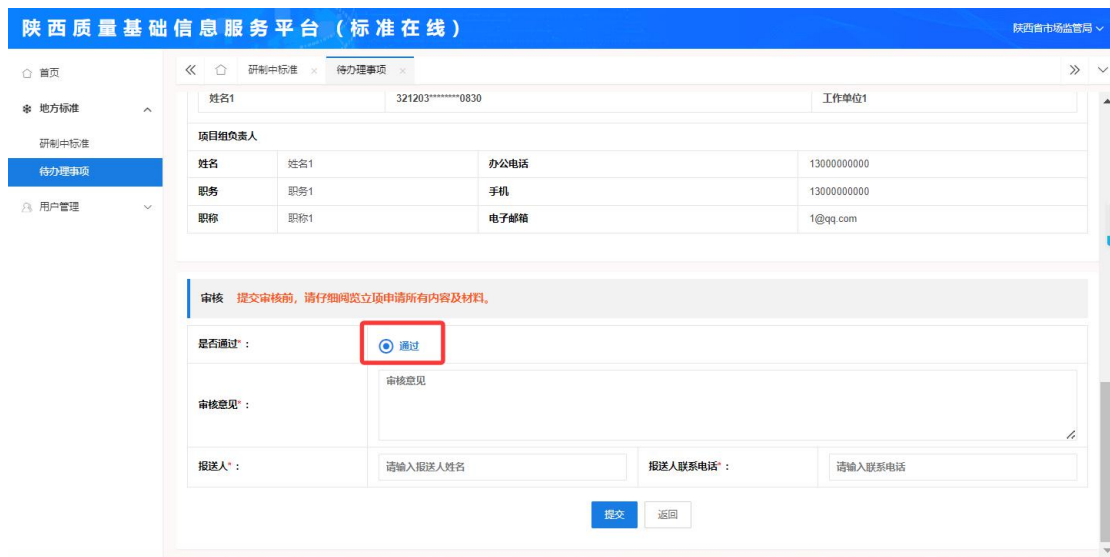 陕西质量基础信息服务平台（标准在线）
陕西省市场监管局
首页
研制中标准
待办理事项
地方标准
研制中标准
待办理事项
用户管理
姓名1 321203********0830 工作单位1
项目组负责人
姓名 姓名1 办公电话 13000000000
职务 职务1 手机 13000000000
职称 职称1 电子邮箱 1@qq.com
审核 提交审核前，请仔细阅览立项申请所有内容及材料。
是否通过*： 通过
审核意见*： 审核意见
报送人*： 请输入报送人姓名 报送人联系电话*： 请输入联系电话
提交 返回